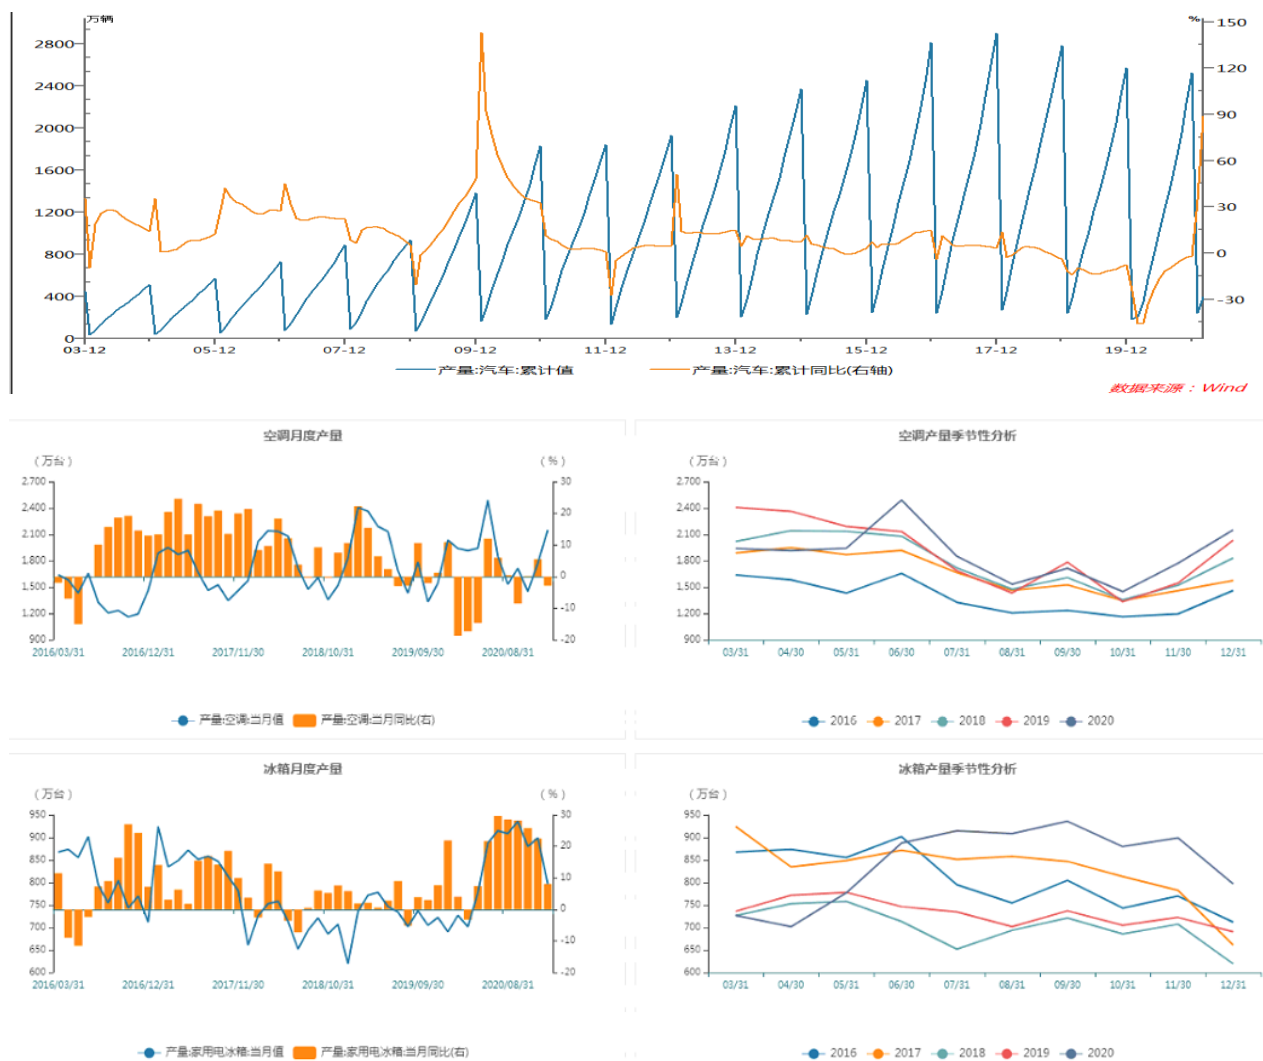 万辆
%
2800
2400
2000
1600
1200
800
400
0
150
120
90
60
30
0
-30
03-12 05-12 07-12 09-12 11-12 13-12 15-12 17-12 19-12
产量:汽车:累计值 产量:汽车:累计同比(右轴)
数据来源：Wind
空调月度产量
（万台） （%）
2,700
2,400
2,100
1,800
1,500
1,200
900
30
20
10
0
-10
-20
2016/03/31 2016/12/31 2017/11/30 2018/10/31 2019/09/30 2020/08/31
产量:空调:当月值 产量:空调:当月同比(右)
空调产量季节性分析
（万台）
2,700
2,400
2,100
1,800
1,500
1,200
900
03/31 04/30 05/31 06/30 07/31 08/31 09/30 10/31 11/30 12/31
2016 2017 2018 2019 2020
冰箱月度产量
（万台） （%）
950
900
850
800
750
700
650
600
30
20
10
0
-10
-20
2016/03/31 2016/12/31 2017/11/30 2018/10/31 2019/09/30 2020/08/31
产量:家用电冰箱:当月值 产量:家用电冰箱:当月同比(右)
冰箱产量季节性分析
（万台）
950
900
850
800
750
700
650
600
03/31 04/30 05/31 06/30 07/31 08/31 09/30 10/31 11/30 12/31
2016 2017 2018 2019 2020